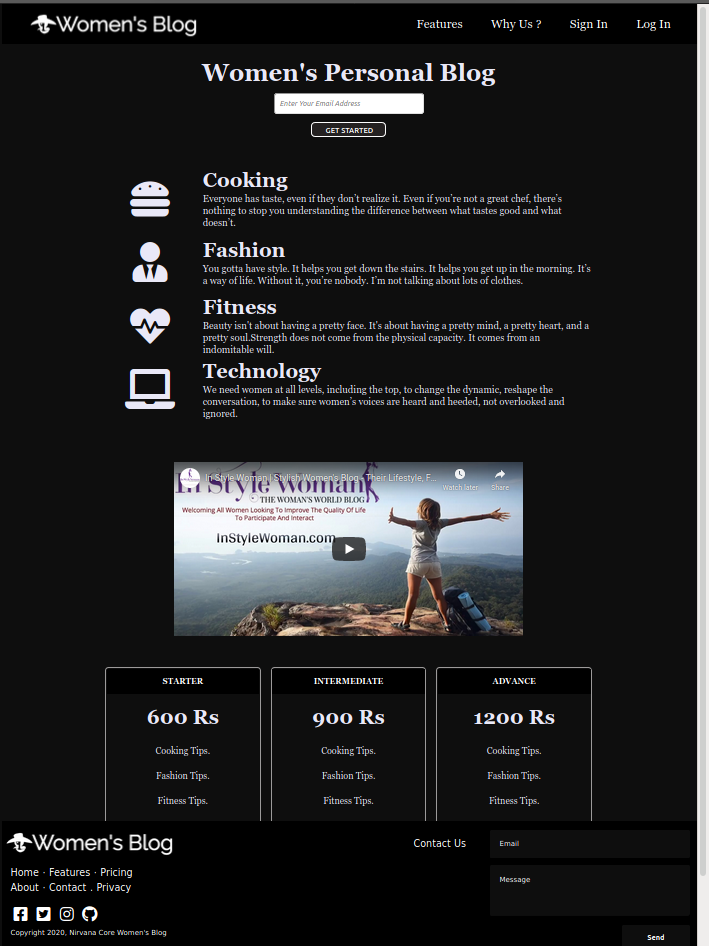 Women's Blog
Features Why Us ? Sign In Log In
Women's Personal Blog
Enter Your Email Address
GET STARTED
Cooking
Everyone has taste, even if they don't realize it. Even if you're not a great chef, there's
nothing to stop you understanding the difference between what tastes good and what
doesn't.
Fashion
You gotta have style. It helps you get down the stairs. It helps you get up in the morning. It's
a way of life. Without it, you're nobody. I'm not talking about lots of clothes.
Fitness
Beauty isn't about having a pretty face. It's about having a pretty mind, a pretty heart, and a
pretty soul.Strength does not come from the physical capacity. It comes from an
indomitable will.
Technology
We need women at all levels, including the top, to change the dynamic, reshape the
conversation, to make sure women's voices are heard and heeded, not overlooked and
ignored.
In Style Woman | Stylish Women's Blog - Their Lifestyle, F...
Watch later Share
In Style Woman
THE WOMAN'S WORLD BLOG
Welcoming All Women Looking To Improve The Quality Of Life
To Participate And Interact
InStyleWoman.com
STARTER INTERMEDIATE ADVANCE
600 Rs 900 Rs 1200 Rs
Cooking Tips. Cooking Tips. Cooking Tips.
Fashion Tips. Fashion Tips. Fashion Tips.
Fitness Tips. Fitness Tips. Fitness Tips.
Women's Blog
Contact Us
Email
Home · Features · Pricing
About · Contact . Privacy
Message
Copyright 2020, Nirvana Core Women's Blog
Send